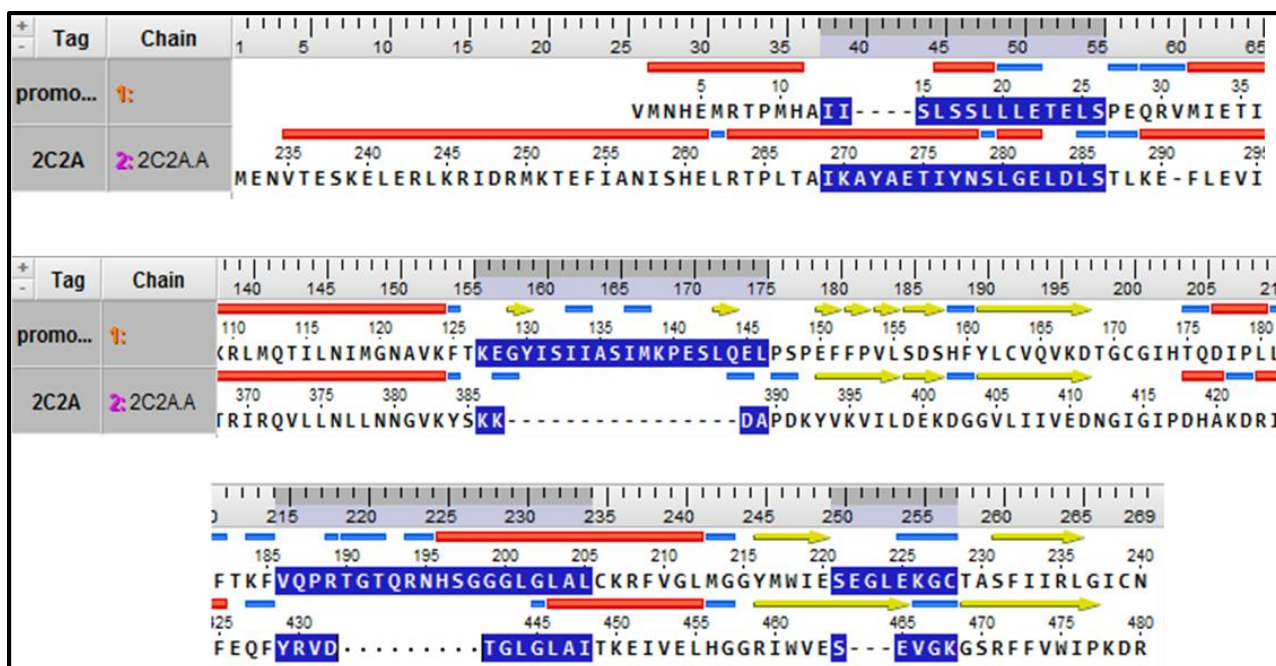 + - Tag Chain 1 5 10 15 20 25 30 35 40 45 50 55 60 65
promo... 1: 5 10 15 20 25 30 35
VMNHEMRTPMHAII----SLSSLLLETELSPEQRVMIETI
2C2A 2: 2C2A.A 235 240 245 250 255 260 265 270 275 280 285 290 295
MENVTESKELERLKRIDRMKTEFIANISHELRTPLTAIKAYAETIYNSLGELDLSTLKE-FLEVI
+ - Tag Chain 140 145 150 155 160 165 170 175 180 185 190 195 200 205 21
promo... 1: 110 115 120 125 130 135 140 145 150 155 160 165 170 175 180
KRLMQTILNIMGNAVKFTKEGYISIIASIMKPESLQELPSPEFFPVLSDSHFYLCVQVKDTGCGIHTQDIPLL
2C2A 2: 2C2A.A 370 375 380 385 390 395 400 405 410 415 420
TRIRQVLLNLLNNGVKYSKK----------------DAPDKYVKVILDEKDGGVLIIVEDNGIGIPDHAKDRI
215 220 225 230 235 240 245 250 255 260 269
185 190 195 200 205 210 215 220 225 230 235 240
FTKFVQPRTGTQRNHSGGGLGLALCKRFVGLMGGYMWIESEGLEKGCTASFIIRLGICN
425 430 445 450 455 460 465 470 475 480
FEQFYRVD.........TGLGLAITKEIVELHGGRIWVES---EVGKGSRFFVWIPKDR